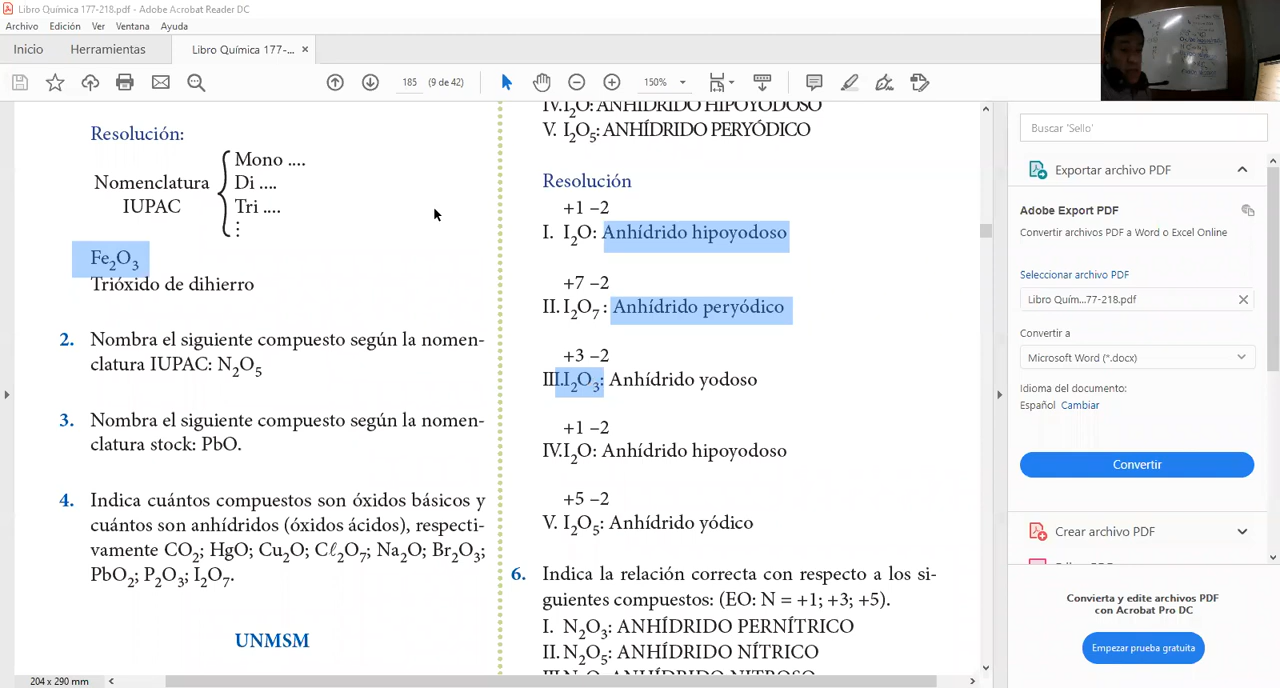 Libro Química 177-218.pdf - Adobe Acrobat Reader DC
Archivo Edición Ver Ventana Ayuda
Inicio Herramientas Libro Química 177-... ×
185 (9 de 42) 150%
Resolución:
Nomenclatura IUPAC
Mono ....
Di ....
Tri ....
⋮
Fe₂O₃
Trióxido de dihierro
2. Nombra el siguiente compuesto según la nomen-
clatura IUPAC: N₂O₅
3. Nombra el siguiente compuesto según la nomen-
clatura stock: PbO.
4. Indica cuántos compuestos son óxidos básicos y
cuántos son anhídridos (óxidos ácidos), respecti-
vamente CO₂; HgO; Cu₂O; Cℓ₂O₇; Na₂O; Br₂O₃;
PbO₂; P₂O₃; I₂O₇.
UNMSM
IV. I₂O: ANHÍDRIDO HIPOYODOSO
V. I₂O₅: ANHÍDRIDO PERYÓDICO
Resolución
+1 –2
I. I₂O: Anhídrido hipoyodoso
+7 –2
II. I₂O₇ : Anhídrido peryódico
+3 –2
III. I₂O₃: Anhídrido yodoso
+1 –2
IV. I₂O: Anhídrido hipoyodoso
+5 –2
V. I₂O₅: Anhídrido yódico
6. Indica la relación correcta con respecto a los si-
guientes compuestos: (EO: N = +1; +3; +5).
I. N₂O₃: ANHÍDRIDO PERNÍTRICO
II. N₂O₅: ANHÍDRIDO NÍTRICO
Buscar 'Sello'
Exportar archivo PDF
Adobe Export PDF
Convertir archivos PDF a Word o Excel Online
Seleccionar archivo PDF
Libro Quím...77-218.pdf
Convertir a
Microsoft Word (*.docx)
Idioma del documento:
Español Cambiar
Convertir
Crear archivo PDF
Convierta y edite archivos PDF
con Acrobat Pro DC
Empezar prueba gratuita
204 x 290 mm